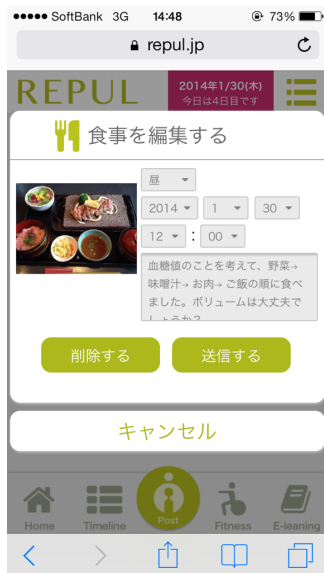 SoftBank 3G 14:48 73%
repul.jp
REPUL
2014年1/30(木)
今日は4日目です
食事を編集する
昼
2014 1 30
12 : 00
血糖値のことを考えて、野菜→
味噌汁→ お肉→ ご飯の順に食べ
ました。ボリュームは大丈夫で
しょうか?
削除する 送信する
キャンセル
Home Timeline Post Fitness E-leaning